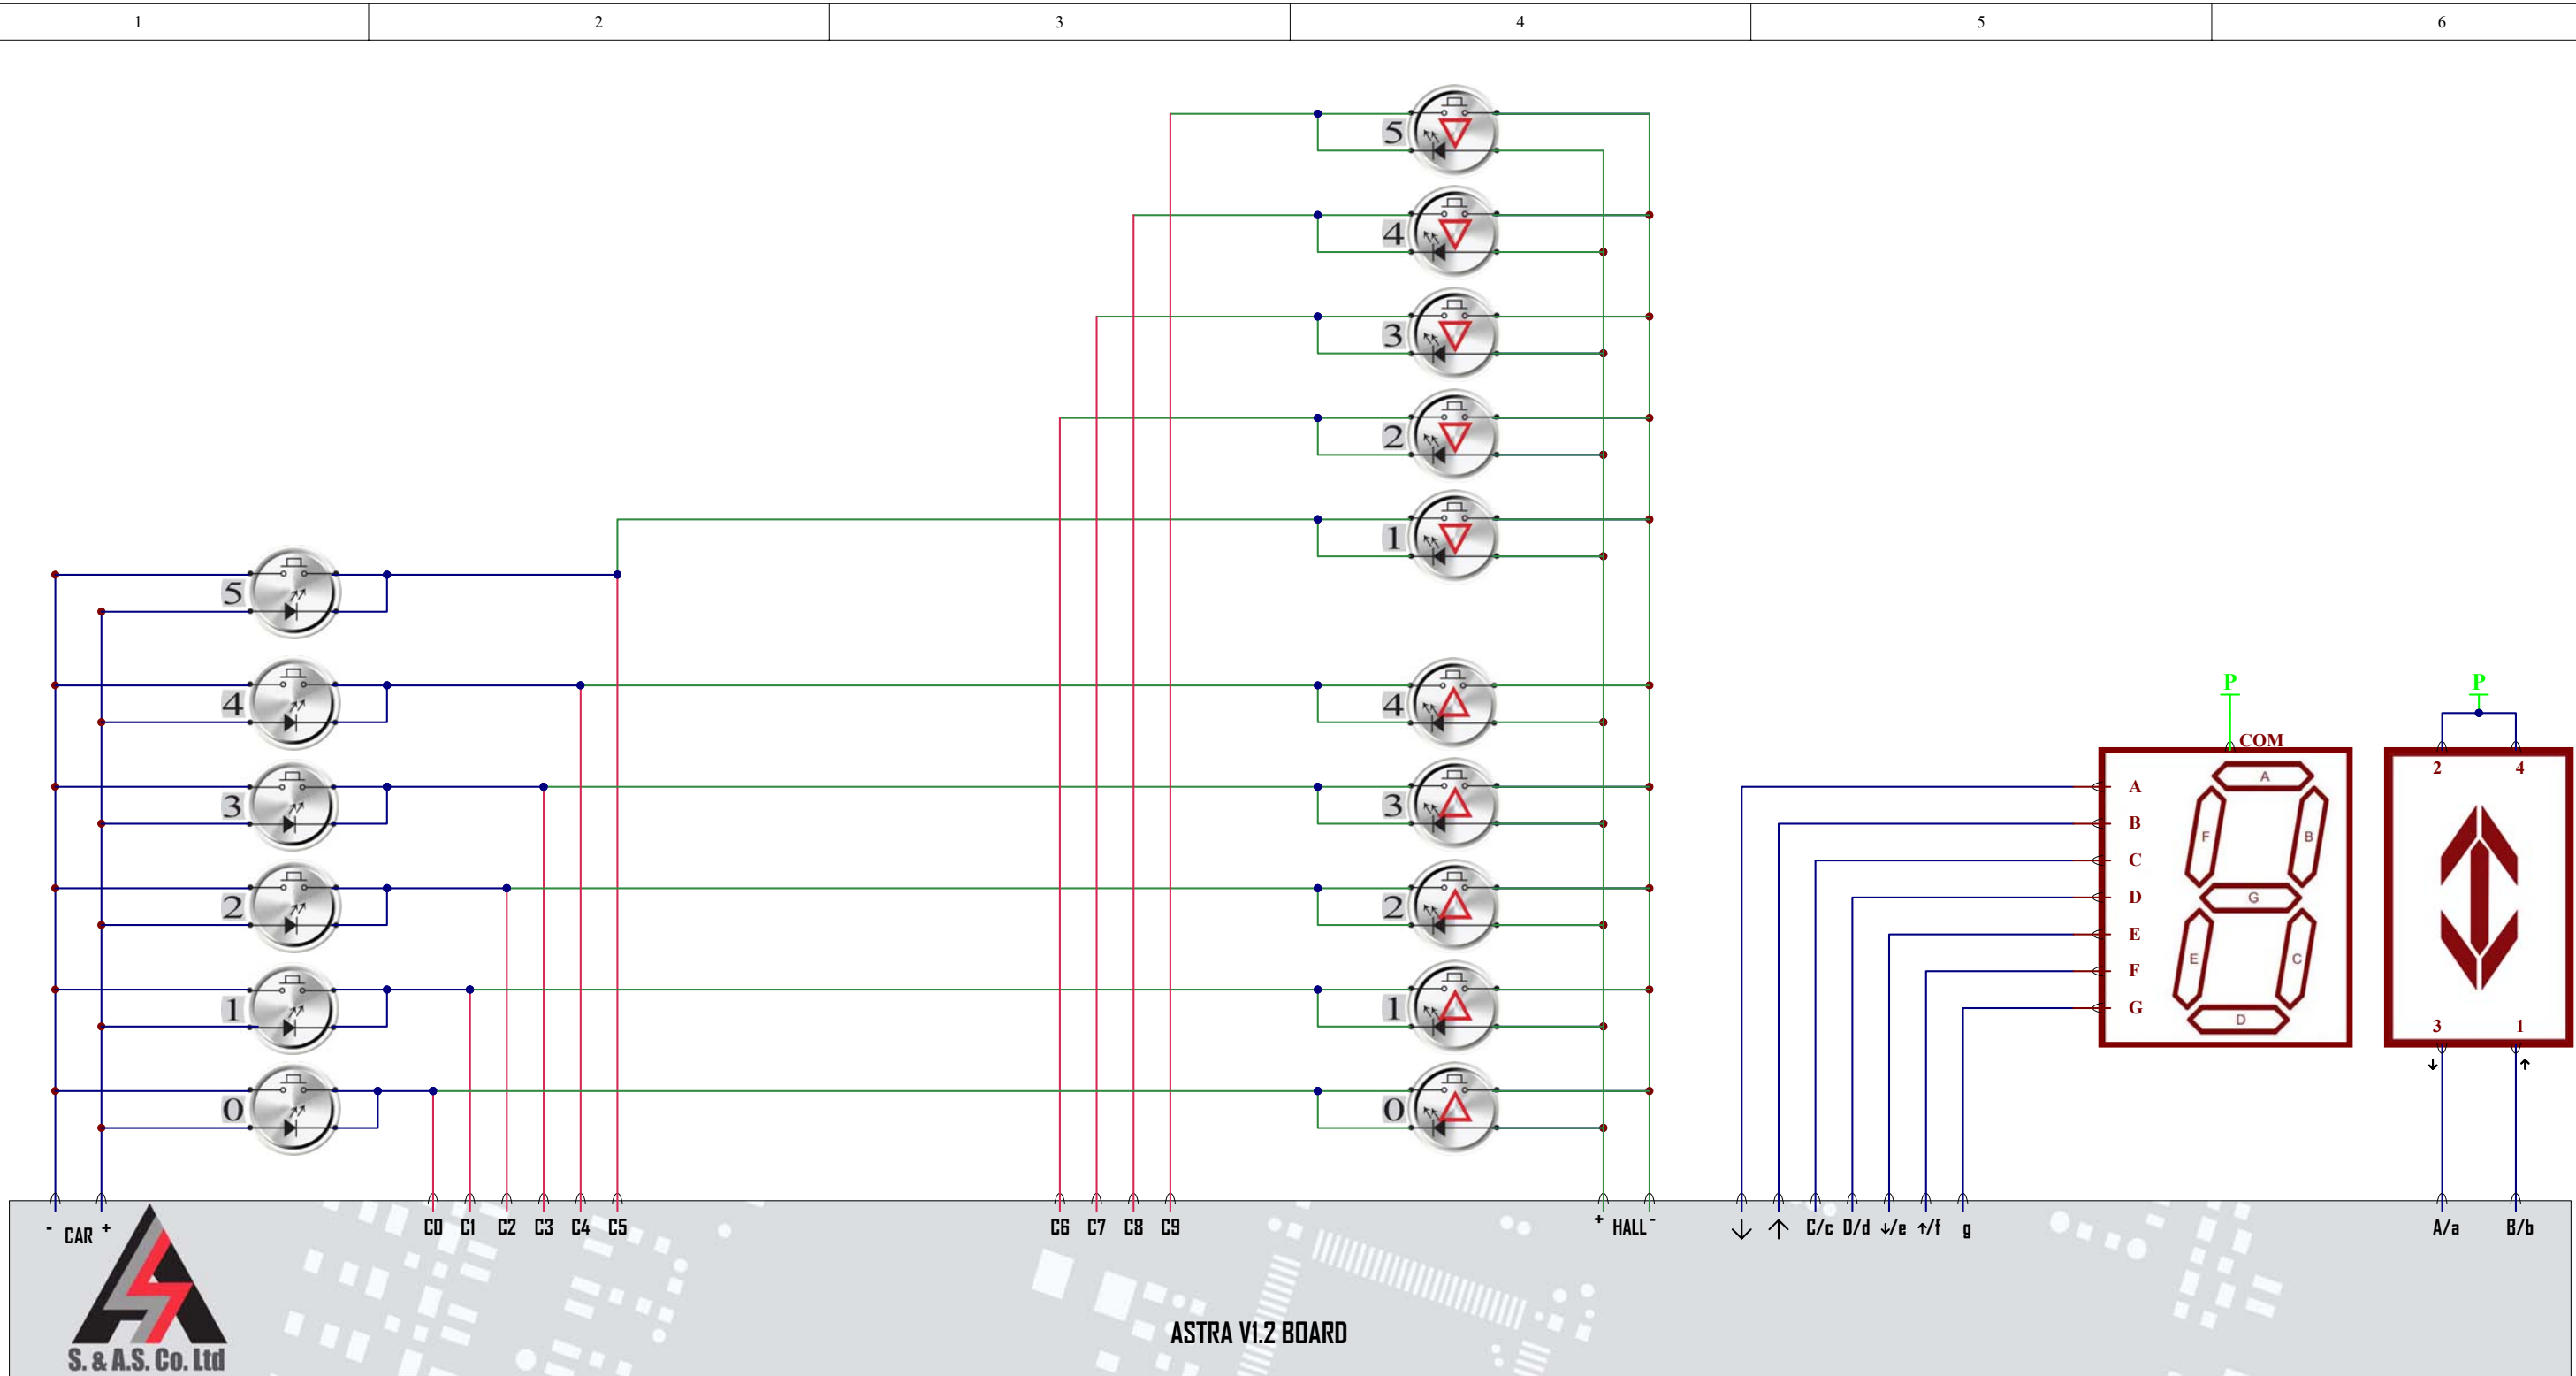 1 2 3 4 5 6
5
4
3
2
1
5
4
3
2
1
0
4
3
2
1
0
P
COM
A
B
C
D
E
F
G
A
F B
G
E C
D
P
2 4
3 1
↓ ↑
- CAR +
C0 C1 C2 C3 C4 C5
C6 C7 C8 C9
+ HALL -
↓ ↑ C/c D/d ↓/e ↑/f g
A/a B/b
ASTRA V1.2 BOARD
S. & A.S. Co. Ltd